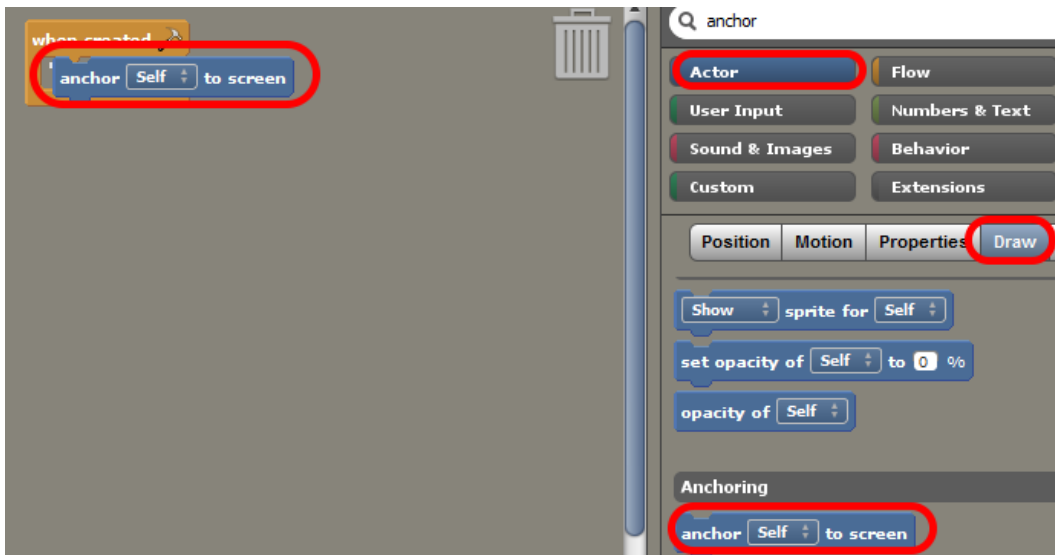 when created
anchor Self to screen
anchor
Actor
Flow
User Input
Numbers & Text
Sound & Images
Behavior
Custom
Extensions
Position Motion Properties Draw
Show sprite for Self
set opacity of Self to 0 %
opacity of Self
Anchoring
anchor Self to screen